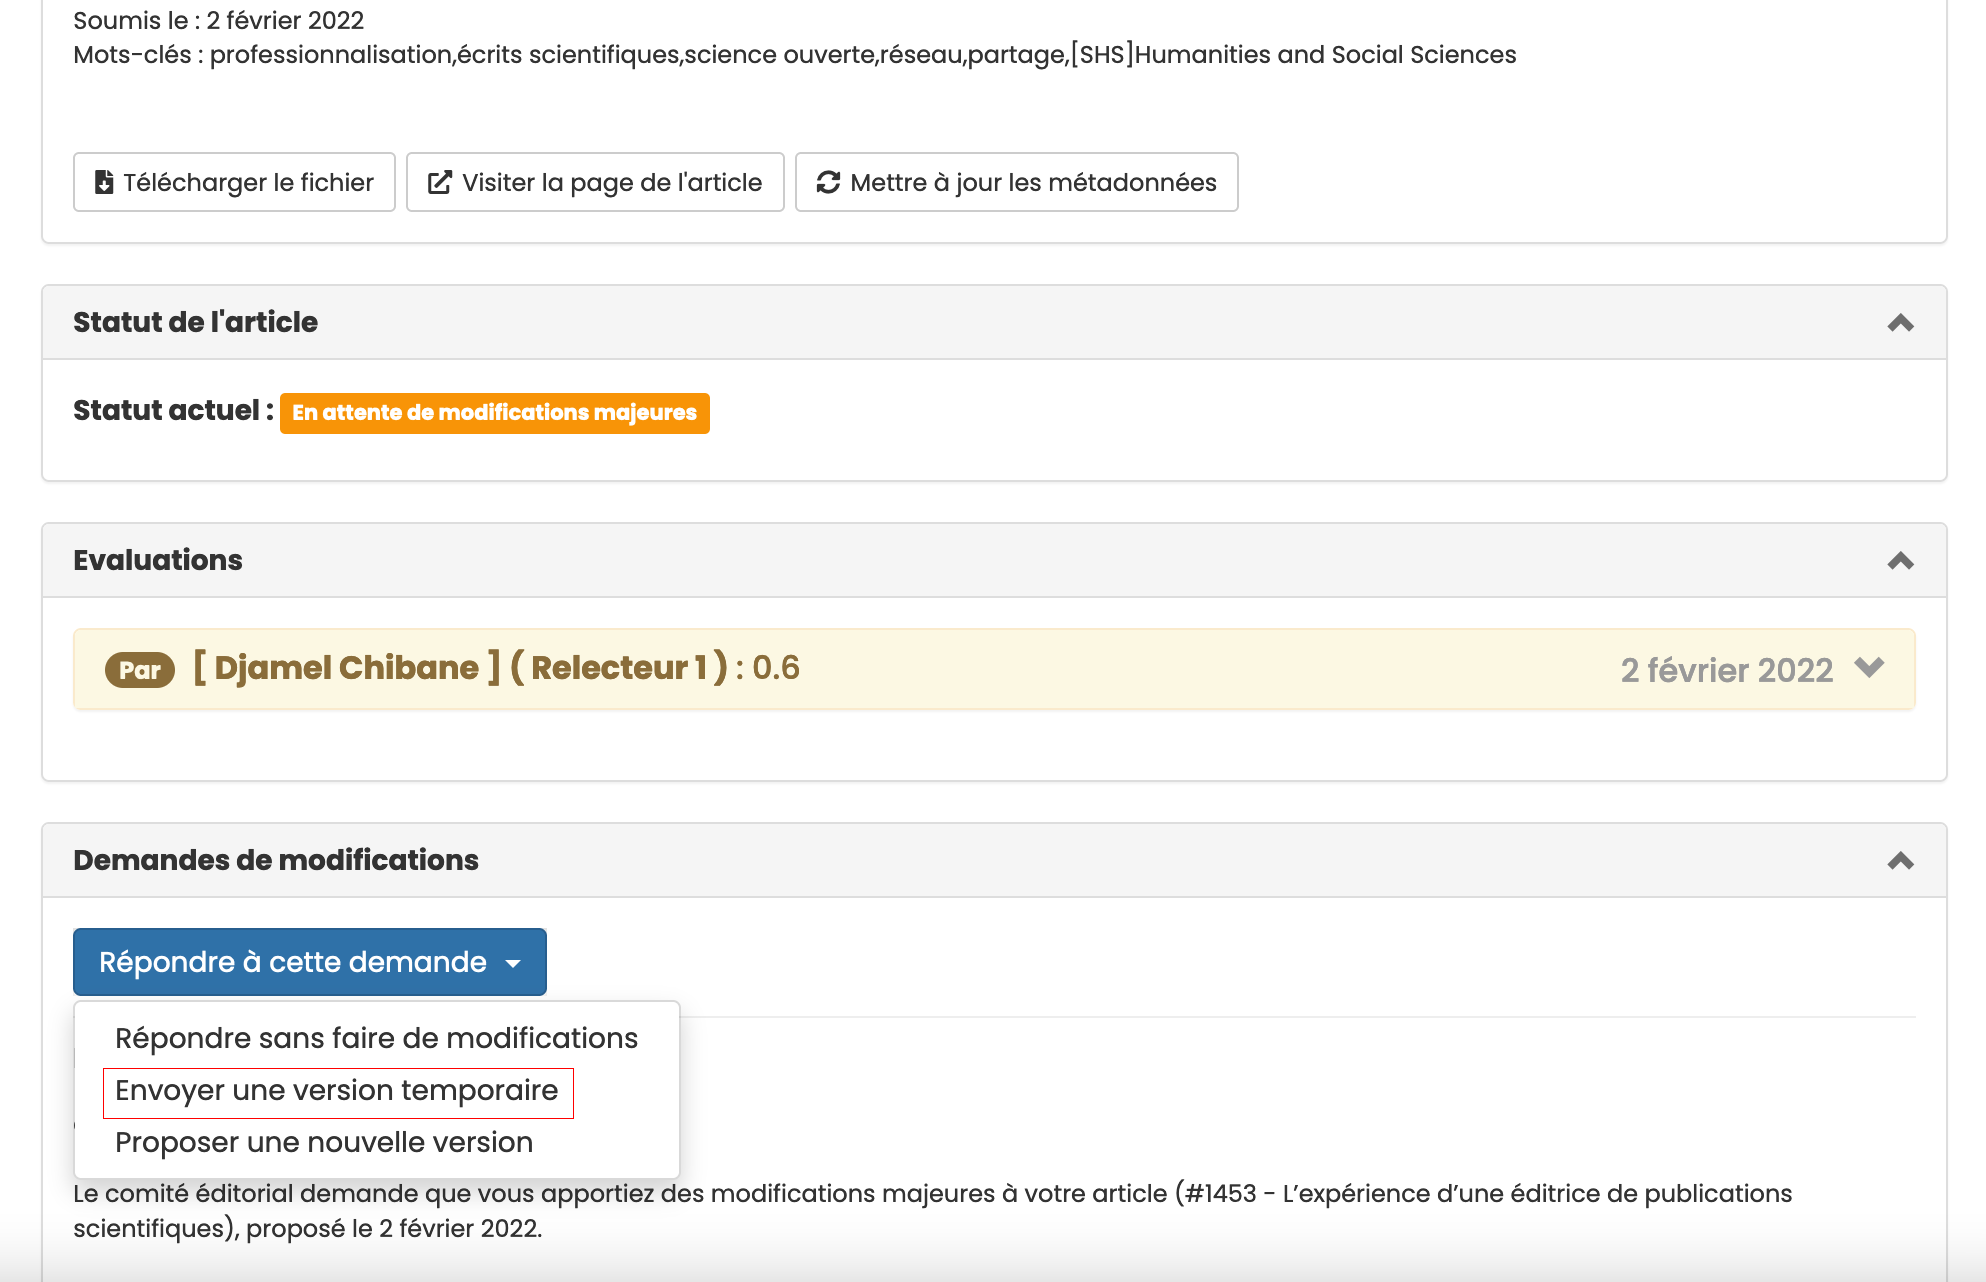 Soumis le : 2 février 2022
Mots-clés : professionnalisation,écrits scientifiques,science ouverte,réseau,partage,[SHS]Humanities and Social Sciences
Télécharger le fichier Visiter la page de l'article Mettre à jour les métadonnées
Statut de l'article
Statut actuel : En attente de modifications majeures
Evaluations
Par [ Djamel Chibane ] ( Relecteur 1 ) : 0.6 2 février 2022
Demandes de modifications
Répondre à cette demande
Répondre sans faire de modifications
Envoyer une version temporaire
Proposer une nouvelle version
Le comité éditorial demande que vous apportiez des modifications majeures à votre article (#1453 - L’expérience d’une éditrice de publications
scientifiques), proposé le 2 février 2022.